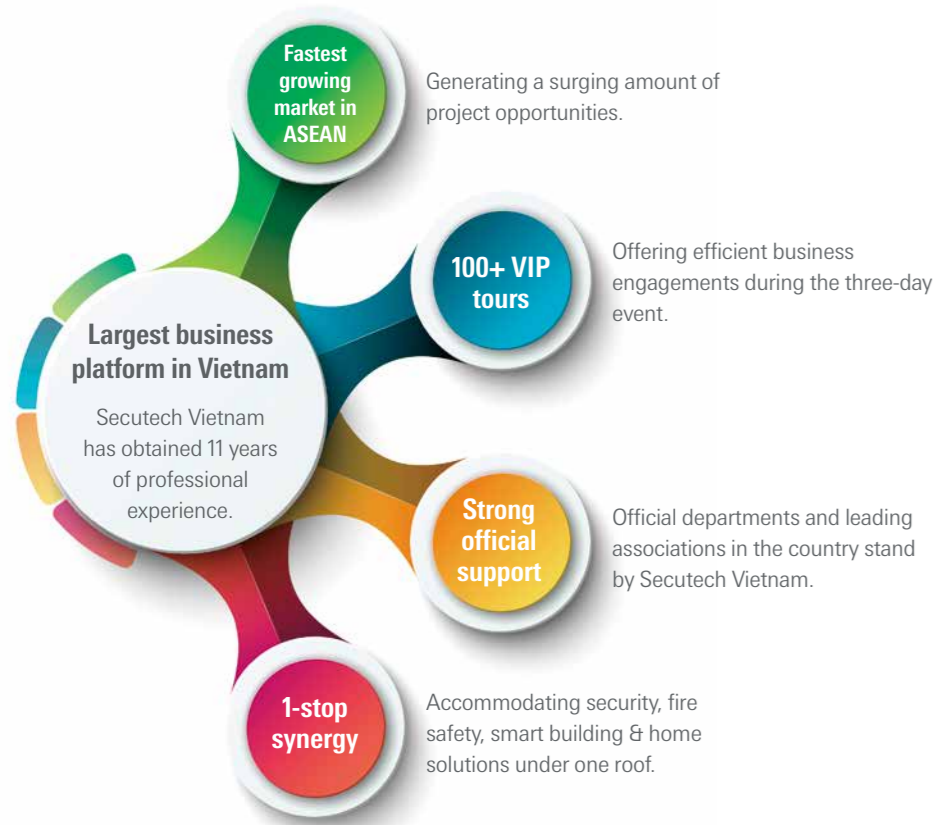 Fastest
growing
market in
ASEAN
Generating a surging amount of
project opportunities.
100+ VIP
tours
Offering efficient business
engagements during the three-day
event.
Largest business
platform in Vietnam
Secutech Vietnam
has obtained 11 years
of professional
experience.
Strong
official
support
Official departments and leading
associations in the country stand
by Secutech Vietnam.
1-stop
synergy
Accommodating security, fire
safety, smart building & home
solutions under one roof.